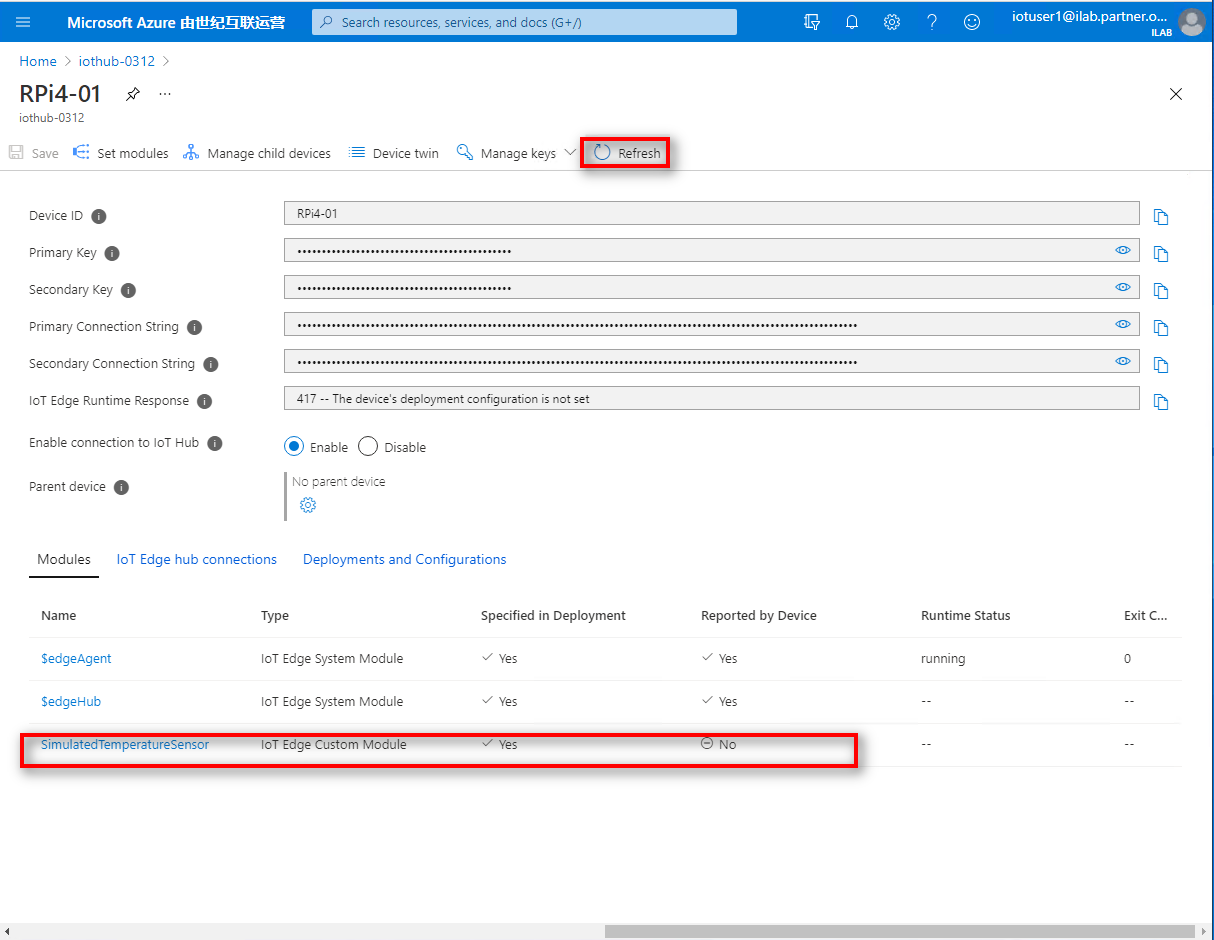 Microsoft Azure 由世纪互联运营
Search resources, services, and docs (G+/)
iotuser1@ilab.partner.o...
ILAB
Home > iothub-0312 >
RPi4-01
...
iothub-0312
Save
Set modules
Manage child devices
Device twin
Manage keys
Refresh
Device ID
RPi4-01
Primary Key
Secondary Key
Primary Connection String
Secondary Connection String
IoT Edge Runtime Response
417 -- The device's deployment configuration is not set
Enable connection to IoT Hub
Enable
Disable
Parent device
No parent device
Modules
IoT Edge hub connections
Deployments and Configurations
Name Type Specified in Deployment Reported by Device Runtime Status Exit C...
$edgeAgent IoT Edge System Module Yes Yes running 0
$edgeHub IoT Edge System Module Yes Yes -- --
SimulatedTemperatureSensor IoT Edge Custom Module Yes No -- --